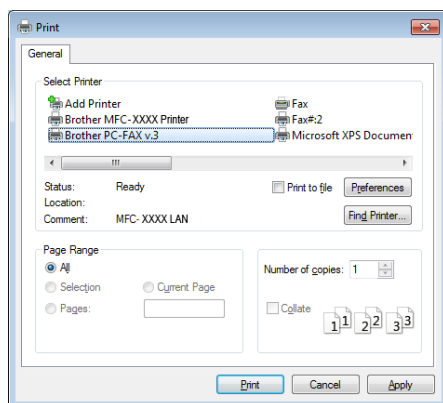 Print
General
Select Printer
Add Printer
Fax
Brother MFC-XXXX Printer
Fax#:2
Brother PC-FAX v.3
Microsoft XPS Documen
Status: Ready
Print to file
Preferences
Location:
Comment: MFC- XXXX LAN
Find Printer...
Page Range
All
Number of copies: 1
Selection
Current Page
Pages:
Collate
1 1 2 2 3 3
Print
Cancel
Apply